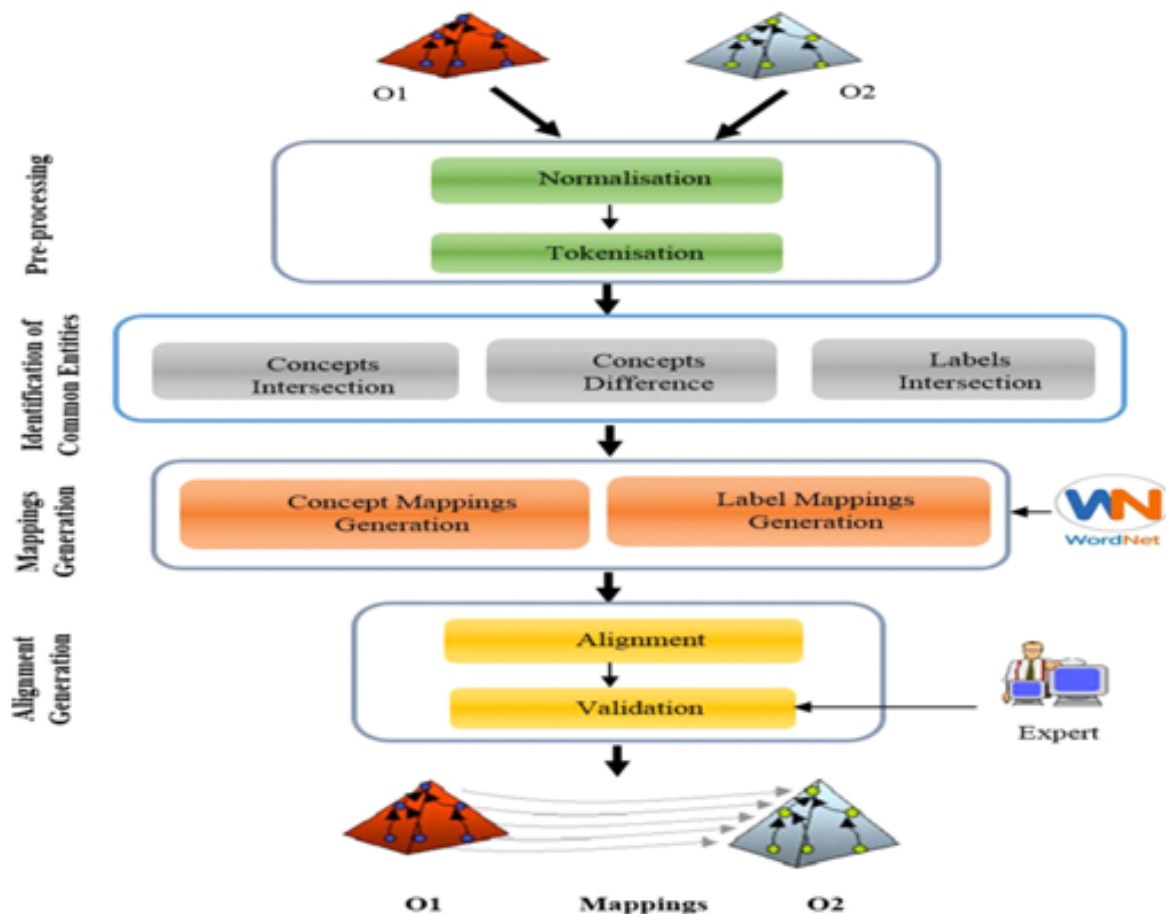 O1
O2
Pre-processing
Normalisation
Tokenisation
Identification of
Common Entities
Concepts
Intersection
Concepts
Difference
Labels
Intersection
Mappings
Generation
Concept Mappings
Generation
Label Mappings
Generation
WN
WordNet
Alignment
Generation
Alignment
Validation
Expert
O1
Mappings
O2